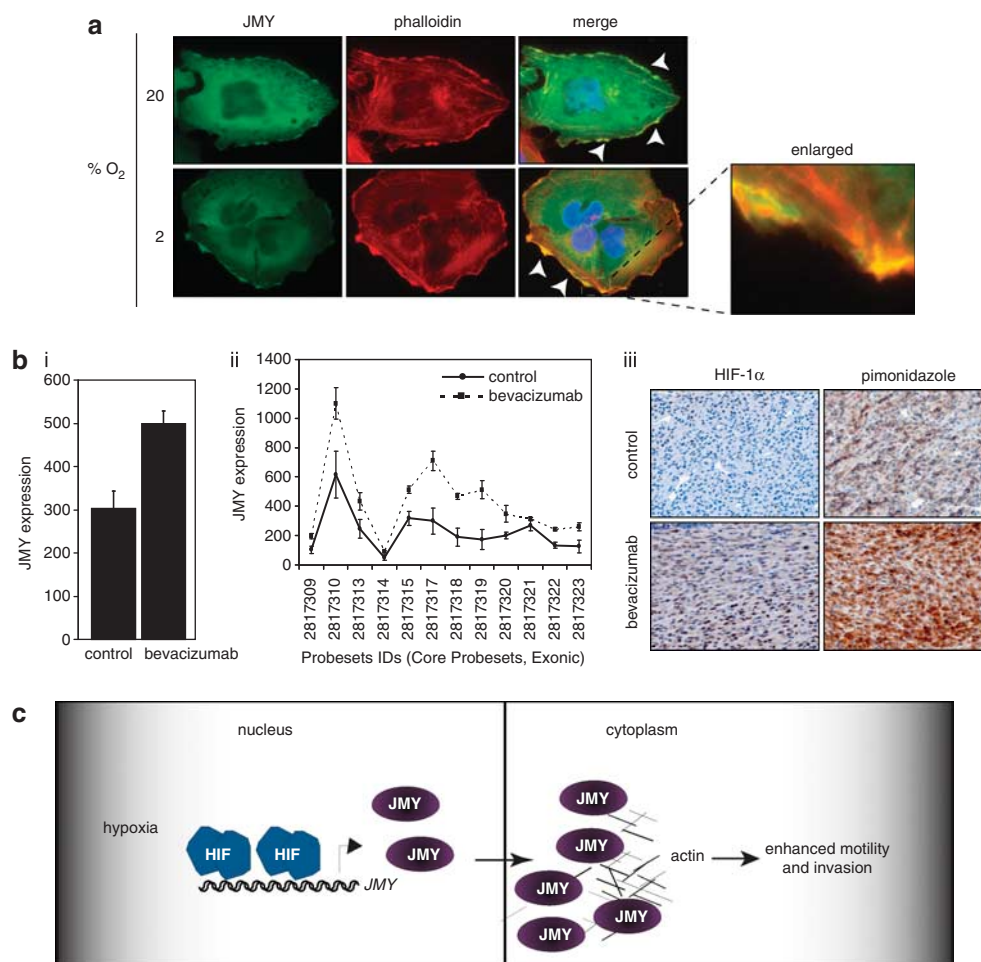 a
JMY phalloidin merge
20
% O2
2
enlarged
b
i
JMY expression
600
500
400
300
200
100
0
control bevacizumab
ii
JMY expression
1400
1200
1000
800
600
400
200
0
control
bevacizumab
2817309
2817310
2817313
2817314
2817315
2817317
2817318
2817319
2817320
2817321
2817322
2817323
Probesets IDs (Core Probesets, Exonic)
iii
HIF-1α pimonidazole
control
bevacizumab
c
nucleus cytoplasm
hypoxia
HIF HIF
JMY
JMY
JMY
JMY
JMY
JMY
JMY
JMY
actin
enhanced motility
and invasion